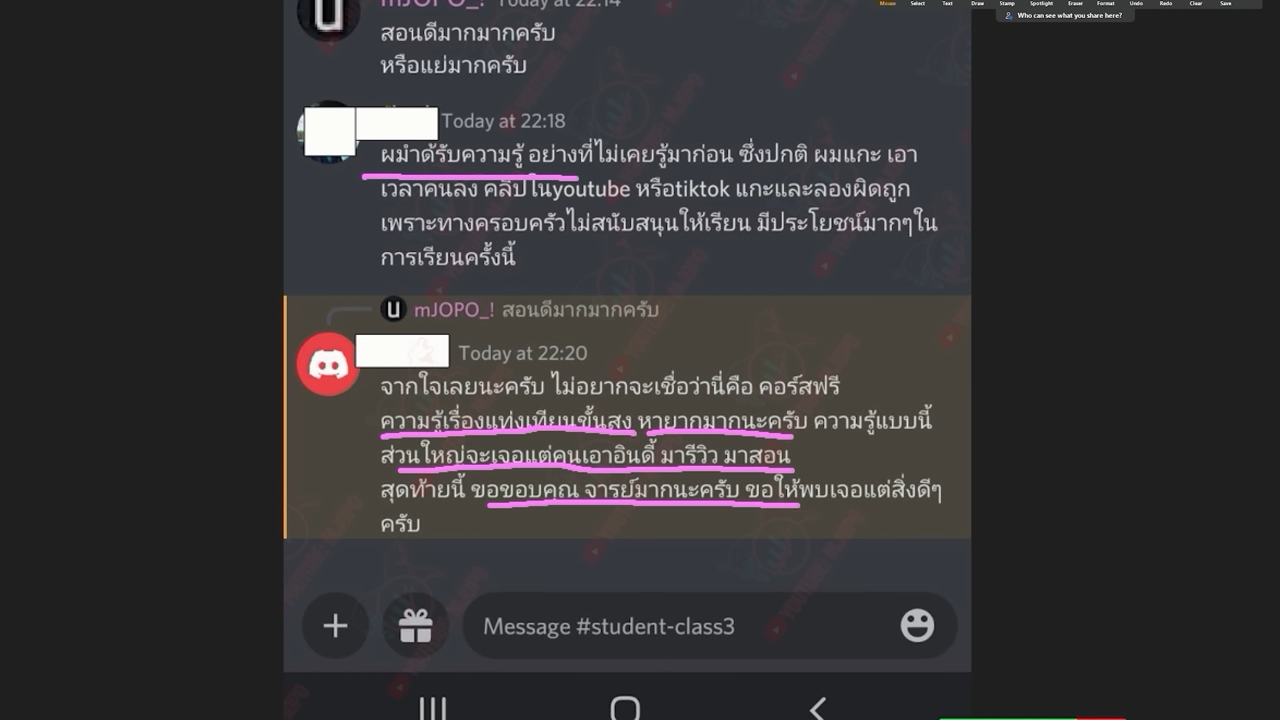 mJOPO_! Today at 22:14
Mouse Select Text Draw Stamp Spotlight Eraser Format Undo Redo Clear Save
Who can see what you share here?
สอนดีมากมากครับ
หรือแย่มากครับ
Today at 22:18
ผมำด้รับความรู้ อย่างที่ไม่เคยรู้มาก่อน ซึ่งปกติ ผมแกะ เอา
เวลาคนลง คลิปในyoutube หรือtiktok แกะและลองผิดถูก
เพราะทางครอบครัวไม่สนับสนุนให้เรียน มีประโยชน์มากๆใน
การเรียนครั้งนี้
mJOPO_! สอนดีมากมากครับ
Today at 22:20
จากใจเลยนะครับ ไม่อยากจะเชื่อว่านี่คือ คอร์สฟรี
ความรู้เรื่องแท่งเทียนขั้นสูง หายากมากนะครับ ความรู้แบบนี้
ส่วนใหญ่จะเจอแต่คนเอาอินดี้ มารีวิว มาสอน
สุดท้ายนี้ ขอขอบคุณ จารย์มากนะครับ ขอให้พบเจอแต่สิ่งดีๆ
ครับ
Message #student-class3